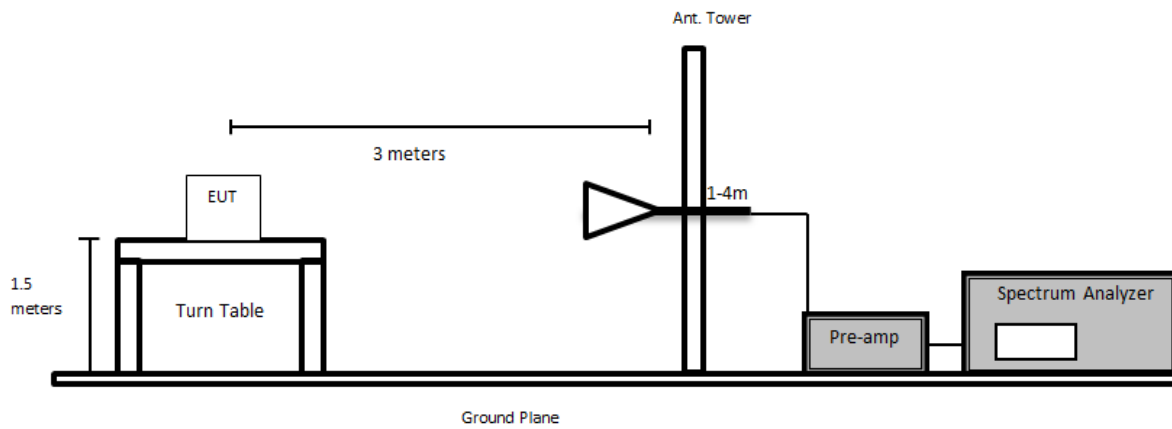 Ant. Tower
3 meters
EUT
1-4m
1.5
meters
Turn Table
Spectrum Analyzer
Pre-amp
Ground Plane